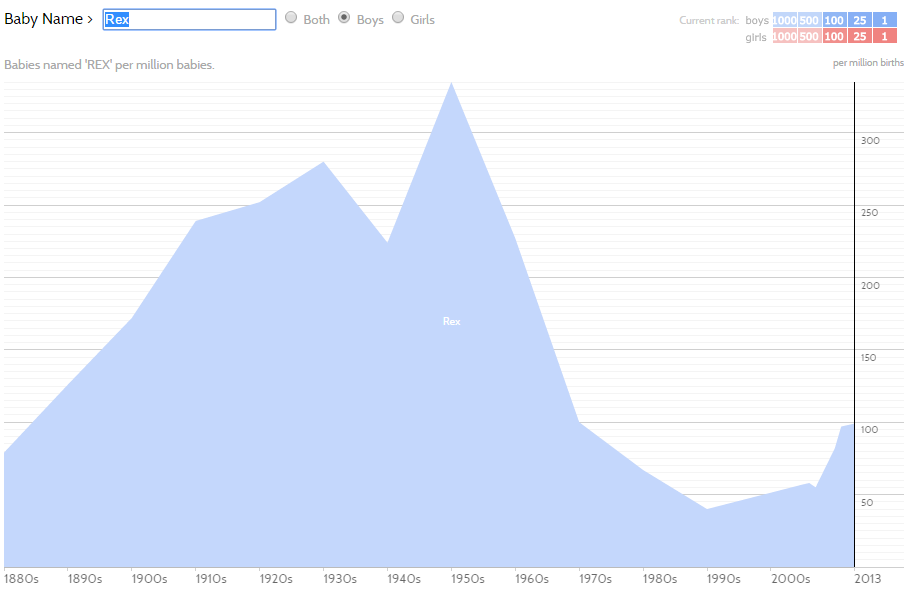 Baby Name > Rex Both Boys Girls
Current rank: boys 1000 500 100 25 1
girls 1000 500 100 25 1
Babies named 'REX' per million babies.
per million births
300
250
200
Rex
150
100
50
1880s 1890s 1900s 1910s 1920s 1930s 1940s 1950s 1960s 1970s 1980s 1990s 2000s 2013